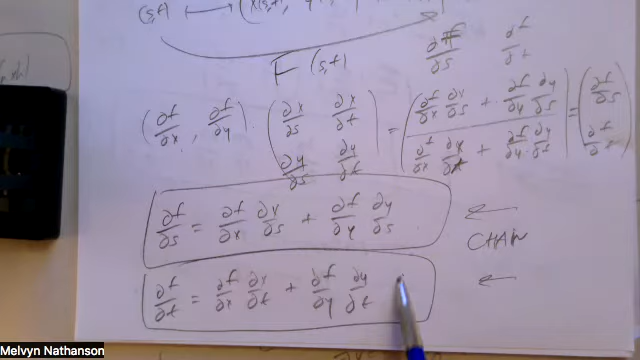 (s,t) ⟼ (x(s,t),
F (s,t)
∂F/∂s ∂f/∂t
(∂f/∂x, ∂f/∂y) · (∂x/∂s ∂x/∂t ; ∂y/∂s ∂y/∂t) = (∂f/∂x ∂x/∂s + ∂f/∂y ∂y/∂s ; ∂f/∂x ∂x/∂t + ∂f/∂y · ∂y/∂t) = (∂f/∂s ; ∂f/∂t)
∂f/∂s = ∂f/∂x ∂x/∂s + ∂f/∂y ∂y/∂s ←
CHAIN
∂f/∂t = ∂f/∂x ∂x/∂t + ∂f/∂y ∂y/∂t ←
Melvyn Nathanson